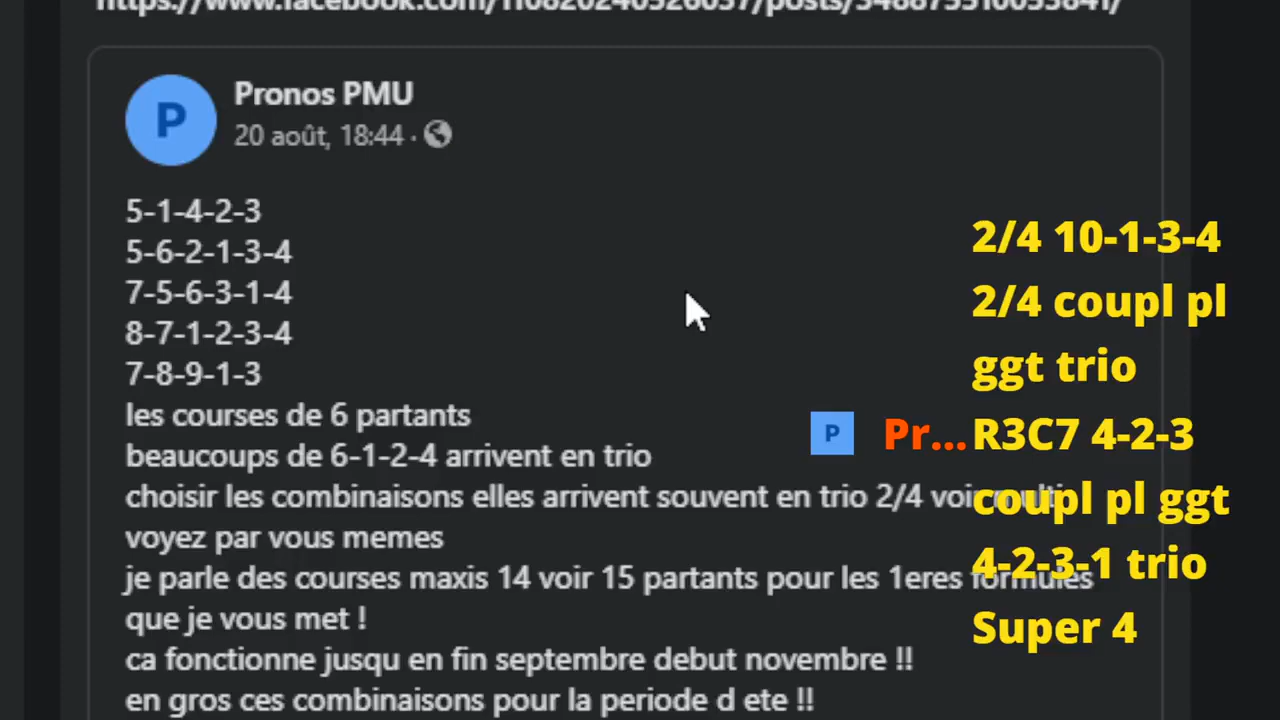 P
Pronos PMU
20 août, 18:44 ·
5-1-4-2-3
5-6-2-1-3-4
7-5-6-3-1-4
8-7-1-2-3-4
7-8-9-1-3
les courses de 6 partants
beaucoups de 6-1-2-4 arrivent en trio
choisir les combinaisons elles arrivent souvent en trio 2/4 voir multi
voyez par vous memes
je parle des courses maxis 14 voir 15 partants pour les 1eres formules
que je vous met !
ca fonctionne jusqu en fin septembre debut novembre !!
en gros ces combinaisons pour la periode d ete !!
P Pr...
2/4 10-1-3-4
2/4 coupl pl
ggt trio
R3C7 4-2-3
coupl pl ggt
4-2-3-1 trio
Super 4